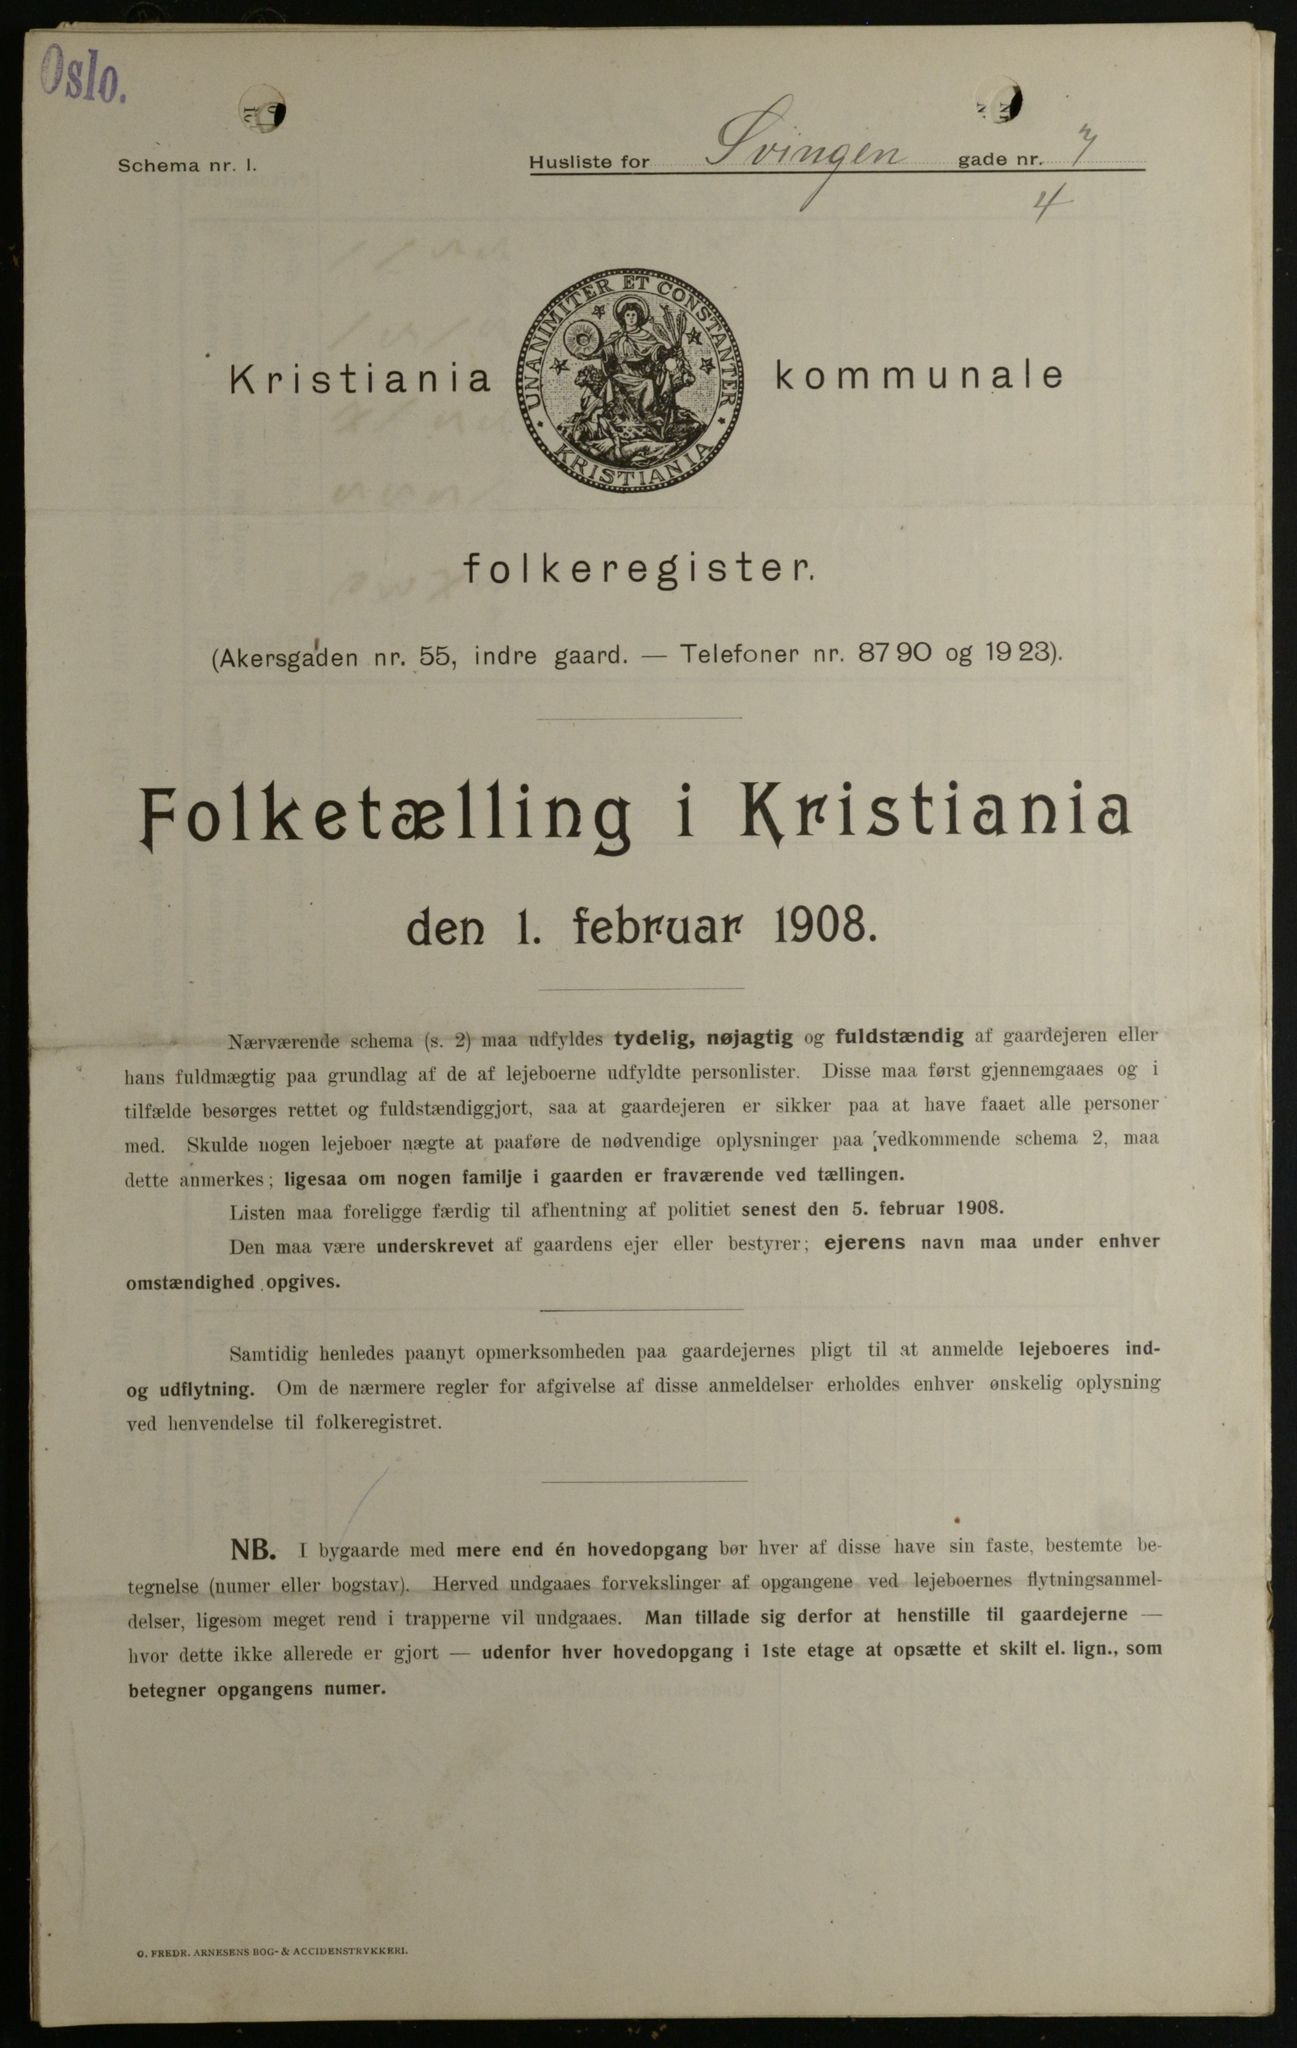 Oslo.
Schema nr. 1.
Husliste for Svingen gade nr. 7
4
UNANIMITER ET CONSTANTER
KRISTIANIA
Kristiania kommunale
folkeregister.
(Akersgaden nr. 55, indre gaard. — Telefoner nr. 8790 og 1923).
Folketælling i Kristiania
den 1. februar 1908.
Nærværende schema (s. 2) maa udfyldes tydelig, nøjagtig og fuldstændig af gaardejeren eller
hans fuldmægtig paa grundlag af de af lejeboerne udfyldte personlister. Disse maa først gjennemgaaes og i
tilfælde besørges rettet og fuldstændiggjort, saa at gaardejeren er sikker paa at have faaet alle personer
med. Skulde nogen lejeboer nægte at paaføre de nødvendige oplysninger paa vedkommende schema 2, maa
dette anmerkes; ligesaa om nogen familje i gaarden er fraværende ved tællingen.
Listen maa foreligge færdig til afhentning af politiet senest den 5. februar 1908.
Den maa være underskrevet af gaardens ejer eller bestyrer; ejerens navn maa under enhver
omstændighed opgives.
Samtidig henledes paanyt opmerksomheden paa gaardejernes pligt til at anmelde lejeboeres ind-
og udflytning. Om de nærmere regler for afgivelse af disse anmeldelser erholdes enhver ønskelig oplysning
ved henvendelse til folkeregistret.
NB. I bygaarde med mere end én hovedopgang bør hver af disse have sin faste, bestemte be-
tegnelse (numer eller bogstav). Herved undgaaes forvekslinger af opgangene ved lejeboernes flytningsanmel-
delser, ligesom meget rend i trapperne vil undgaaes. Man tillade sig derfor at henstille til gaardejerne —
hvor dette ikke allerede er gjort — udenfor hver hovedopgang i 1ste etage at opsætte et skilt el. lign., som
betegner opgangens numer.
O. FREDR. ARNESENS BOG- & ACCIDENSTRYKKERI.